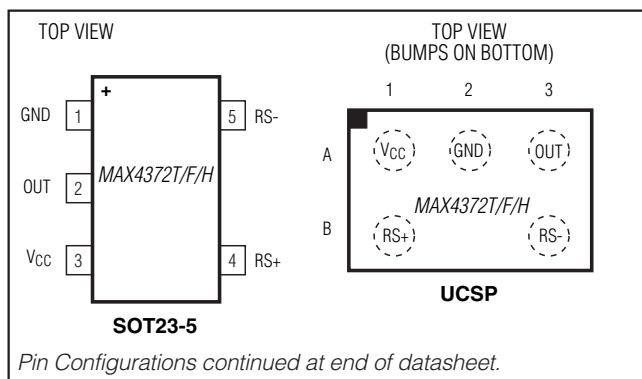 TOP VIEW
+
GND 1
5 RS-
MAX4372T/F/H
OUT 2
VCC 3
4 RS+
SOT23-5
TOP VIEW
(BUMPS ON BOTTOM)
1 2 3
A
VCC GND OUT
MAX4372T/F/H
B
RS+ RS-
UCSP
Pin Configurations continued at end of datasheet.